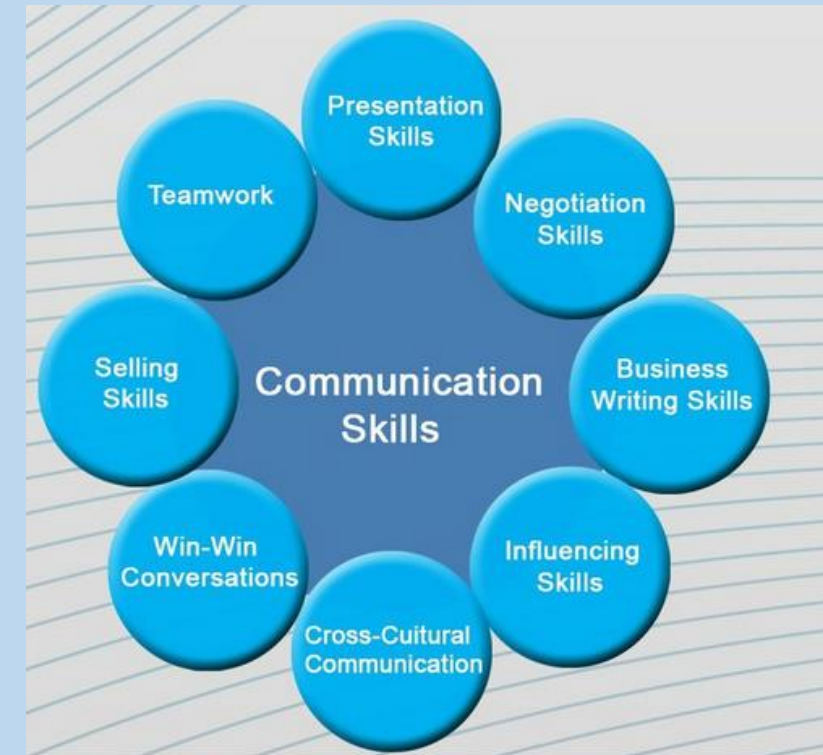 Presentation
Skills
Negotiation
Skills
Business
Writing Skills
Influencing
Skills
Cross-Cuitural
Communication
Win-Win
Conversations
Selling
Skills
Teamwork
Communication
Skills